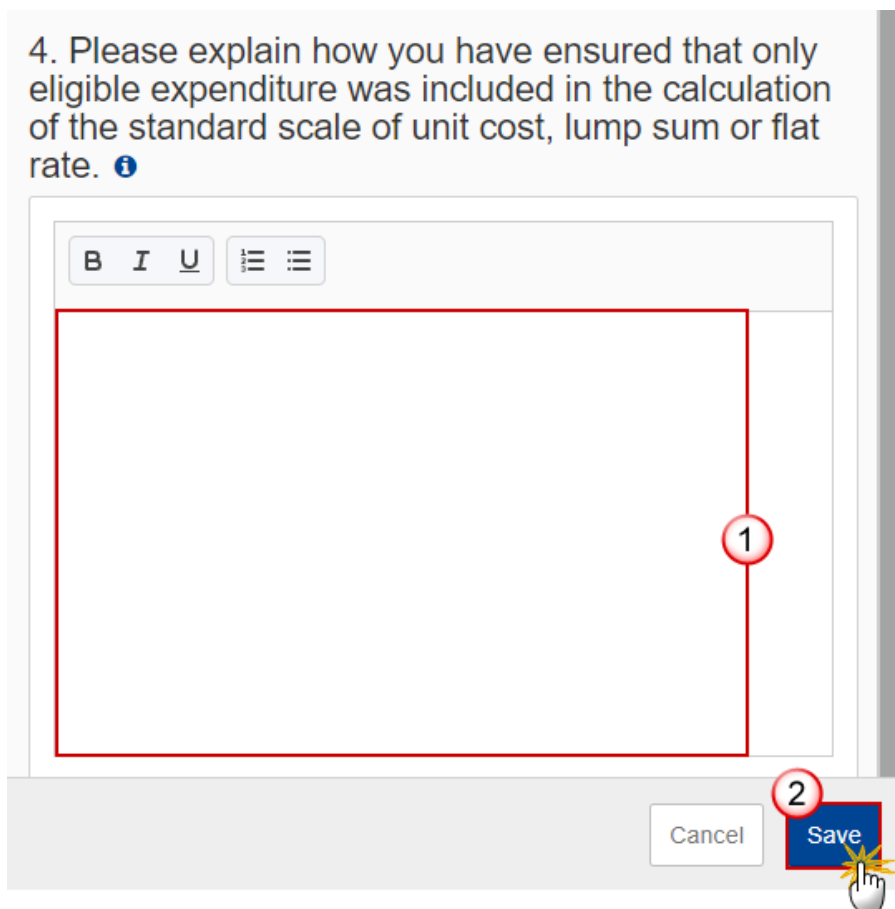 4. Please explain how you have ensured that only
eligible expenditure was included in the calculation
of the standard scale of unit cost, lump sum or flat
rate.
B I U
1
2
Cancel Save